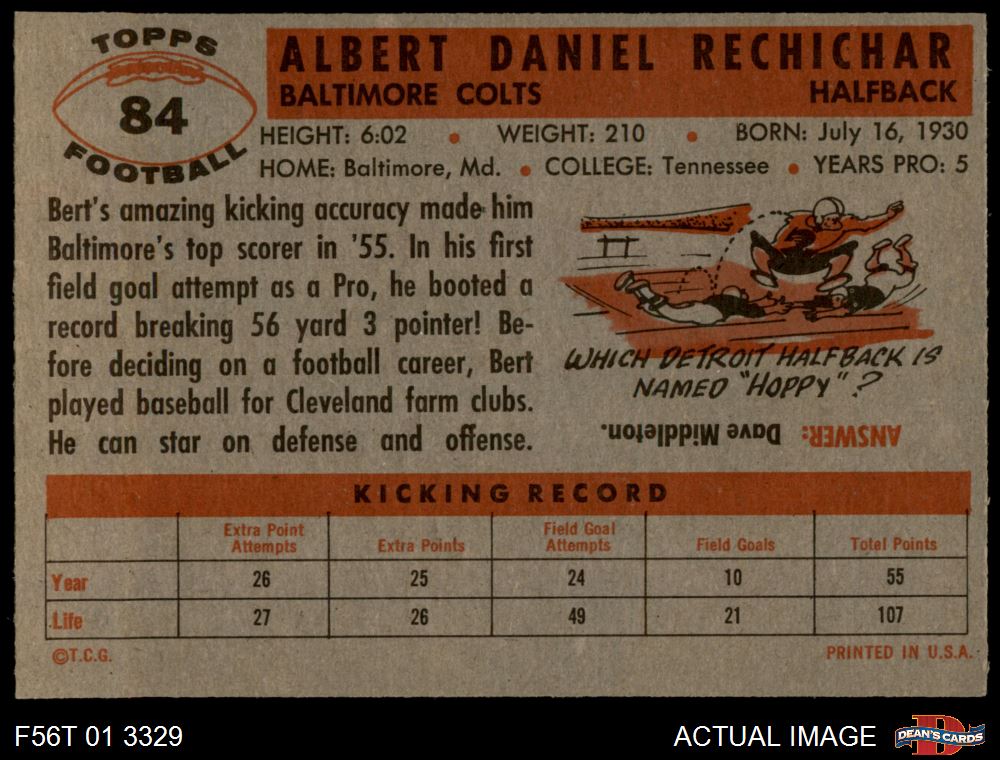 TOPPS
84
FOOTBALL
ALBERT DANIEL RECHICHAR
BALTIMORE COLTS HALFBACK
HEIGHT: 6:02 • WEIGHT: 210 • BORN: July 16, 1930
HOME: Baltimore, Md. • COLLEGE: Tennessee • YEARS PRO: 5
Bert's amazing kicking accuracy made him
Baltimore's top scorer in '55. In his first
field goal attempt as a Pro, he booted a
record breaking 56 yard 3 pointer! Be-
fore deciding on a football career, Bert
played baseball for Cleveland farm clubs.
He can star on defense and offense.
WHICH DETROIT HALFBACK IS
NAMED "HOPPY"?
ANSWER: Dave Middleton.
KICKING RECORD
Extra Point Attempts Extra Points Field Goal Attempts Field Goals Total Points
Year 26 25 24 10 55
Life 27 26 49 21 107
©T.C.G. PRINTED IN U.S.A.
F56T 01 3329 ACTUAL IMAGE DEAN'S CARDS